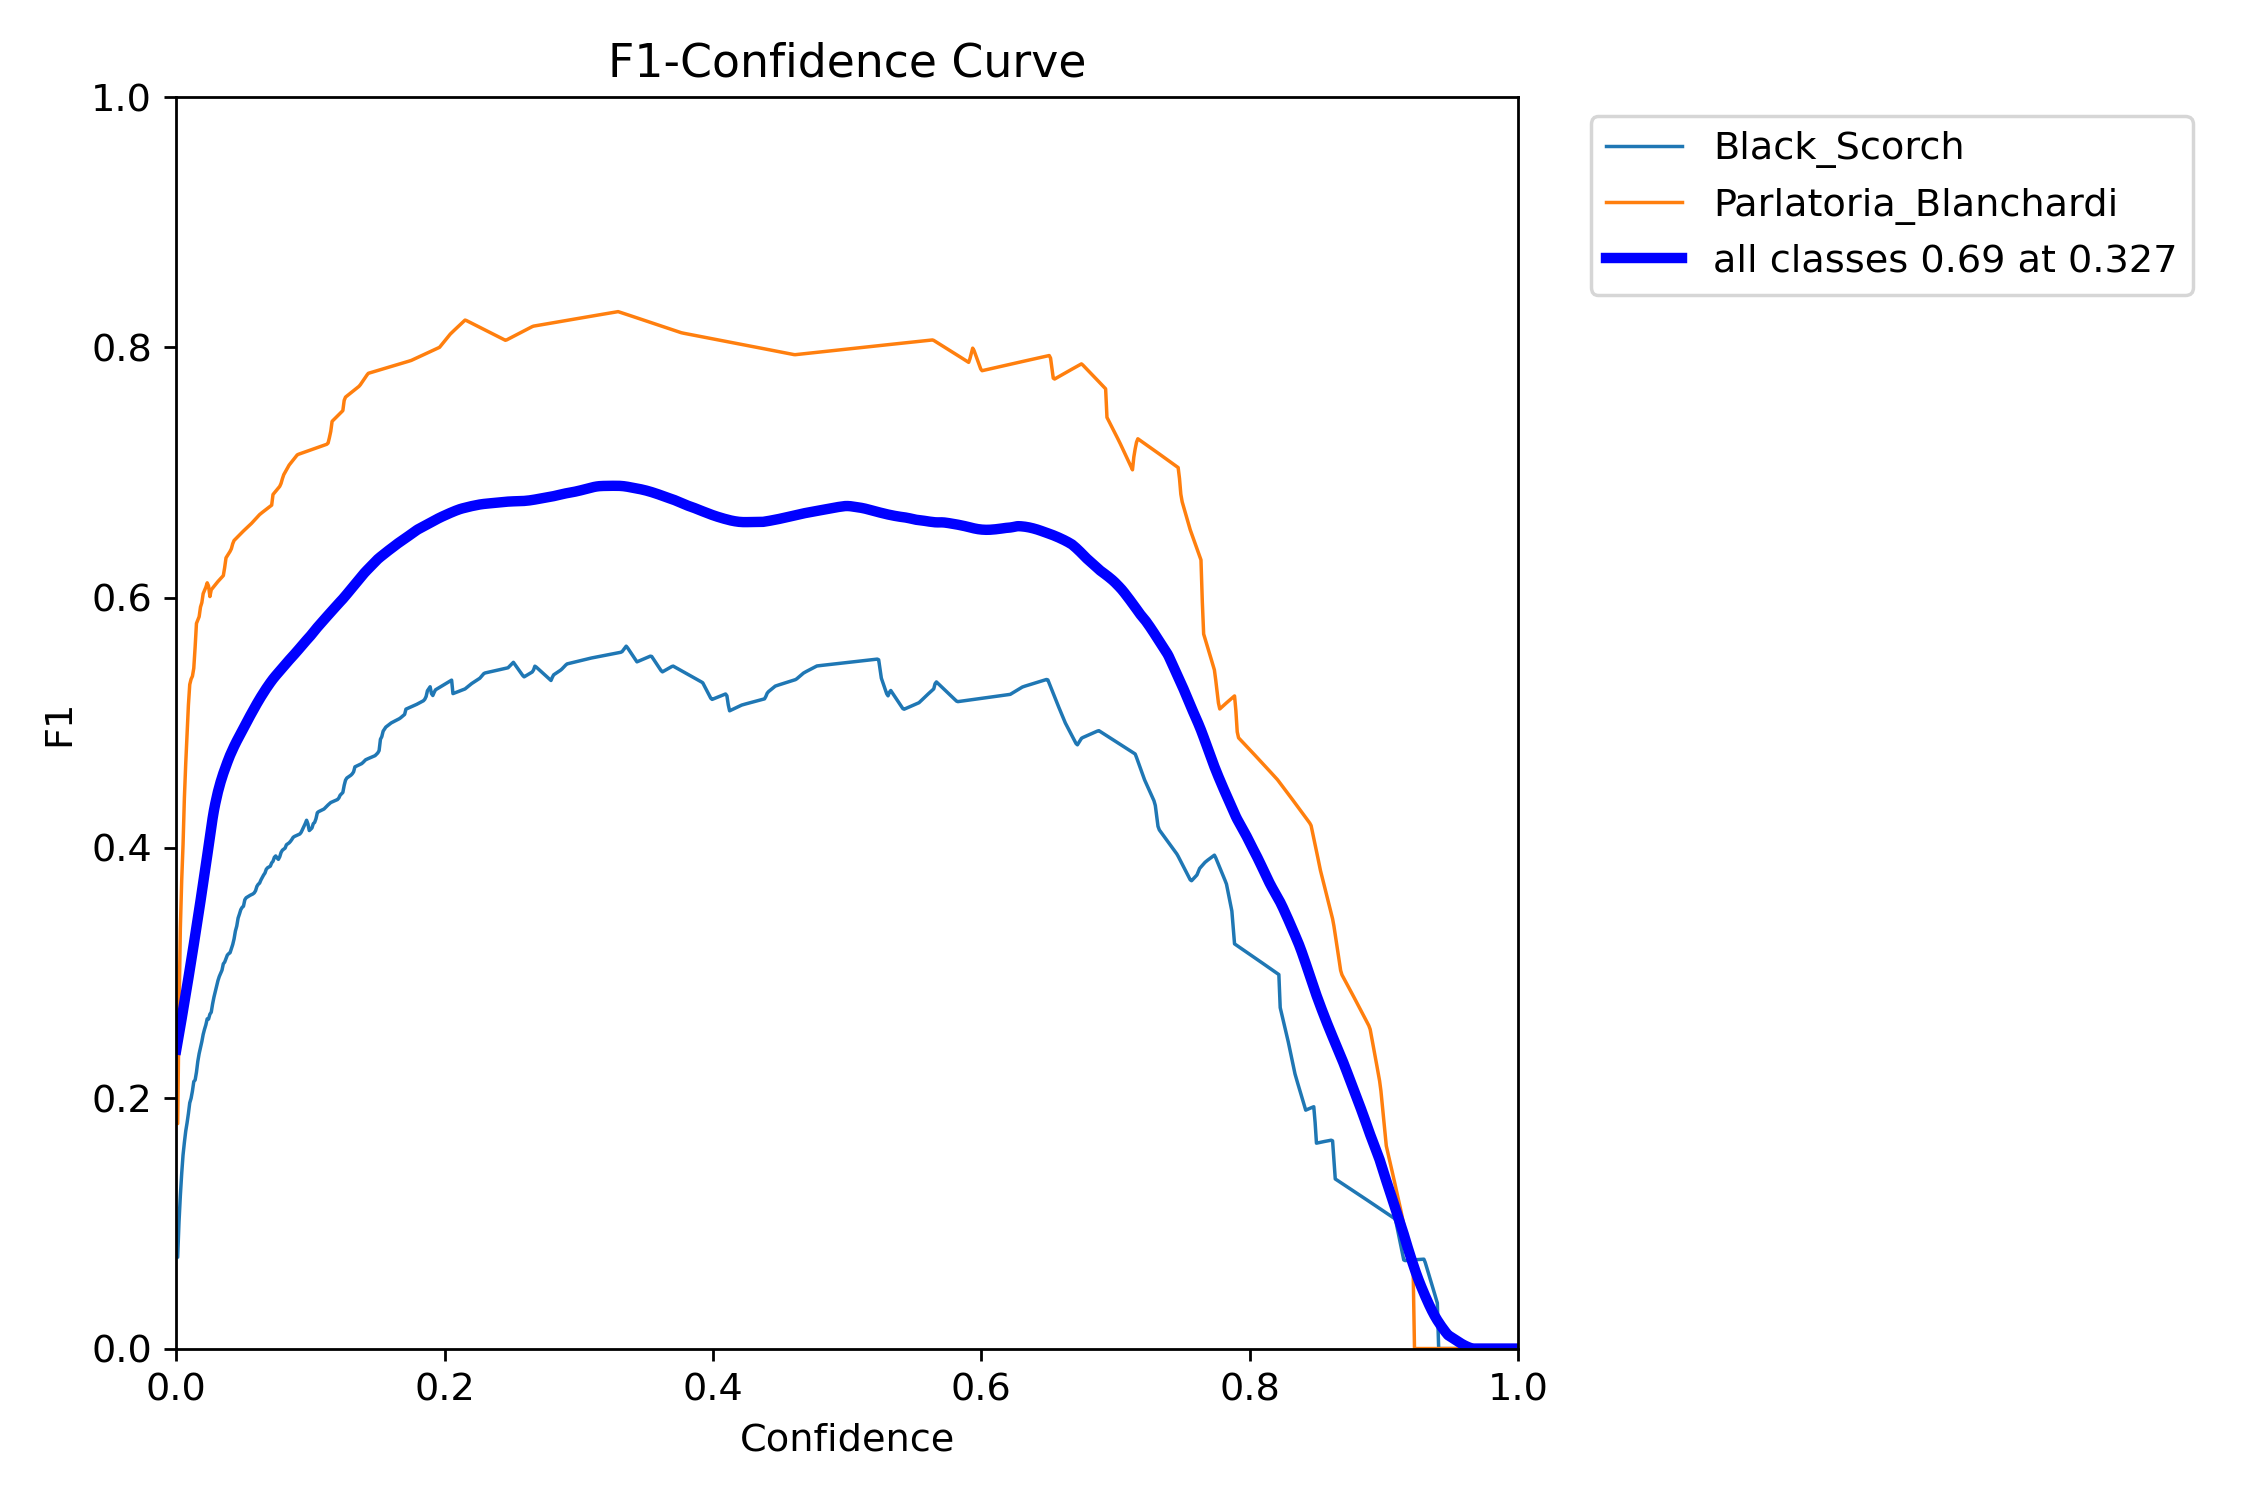 F1-Confidence Curve
1.0
0.8
0.6
0.4
0.2
0.0
F1
0.0 0.2 0.4 0.6 0.8 1.0
Confidence
Black_Scorch
Parlatoria_Blanchardi
all classes 0.69 at 0.327